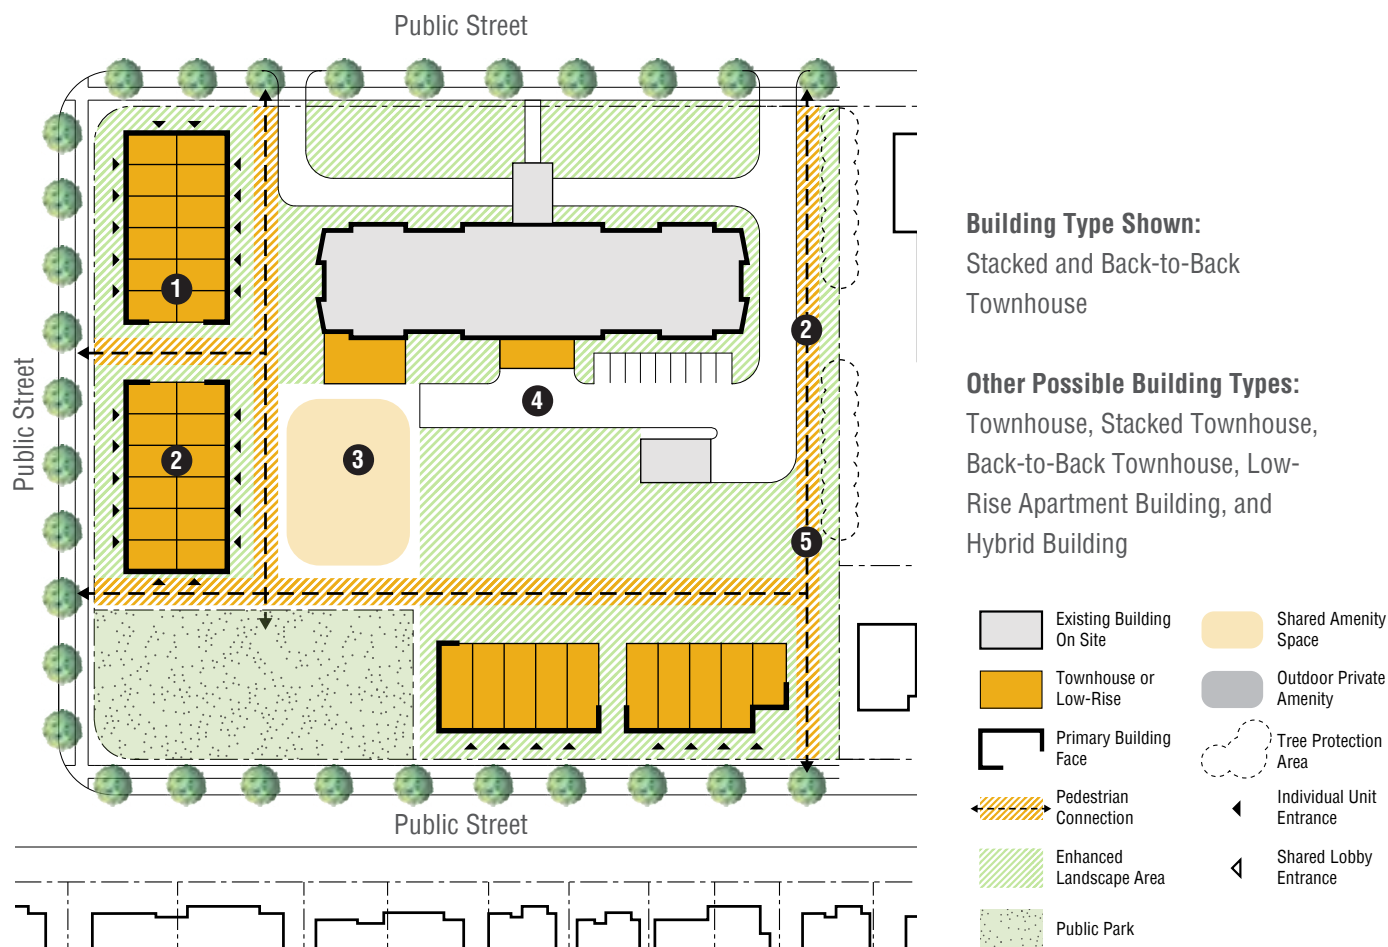 Public Street
Public Street
1
2
2
3
4
5
Public Street
Building Type Shown:
Stacked and Back-to-Back
Townhouse
Other Possible Building Types:
Townhouse, Stacked Townhouse,
Back-to-Back Townhouse, Low-
Rise Apartment Building, and
Hybrid Building
Existing Building
On Site
Townhouse or
Low-Rise
Primary Building
Face
Pedestrian
Connection
Enhanced
Landscape Area
Public Park
Shared Amenity
Space
Outdoor Private
Amenity
Tree Protection
Area
Individual Unit
Entrance
Shared Lobby
Entrance